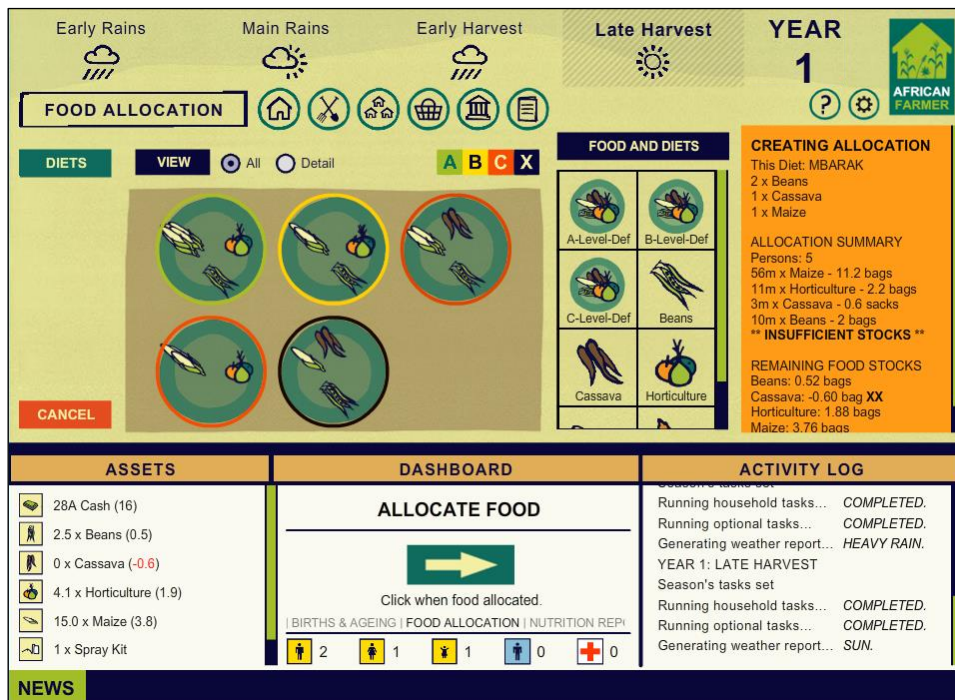 Early Rains
Main Rains
Early Harvest
Late Harvest
YEAR
1
AFRICAN
FARMER
FOOD ALLOCATION
?
DIETS
VIEW
All
Detail
A B C X
CANCEL
FOOD AND DIETS
A-Level-Def
B-Level-Def
C-Level-Def
Beans
Cassava
Horticulture
CREATING ALLOCATION
This Diet: MBARAK
2 x Beans
1 x Cassava
1 x Maize
ALLOCATION SUMMARY
Persons: 5
56m x Maize - 11.2 bags
11m x Horticulture - 2.2 bags
3m x Cassava - 0.6 sacks
10m x Beans - 2 bags
** INSUFFICIENT STOCKS **
REMAINING FOOD STOCKS
Beans: 0.52 bags
Cassava: -0.60 bag XX
Horticulture: 1.88 bags
Maize: 3.76 bags
ASSETS
28A Cash (16)
2.5 x Beans (0.5)
0 x Cassava (-0.6)
4.1 x Horticulture (1.9)
15.0 x Maize (3.8)
1 x Spray Kit
DASHBOARD
ALLOCATE FOOD
Click when food allocated.
| BIRTHS & AGEING | FOOD ALLOCATION | NUTRITION REP
2
1
1
0
0
ACTIVITY LOG
Season's tasks set
Running household tasks... COMPLETED.
Running optional tasks... COMPLETED.
Generating weather report... HEAVY RAIN.
YEAR 1: LATE HARVEST
Season's tasks set
Running household tasks... COMPLETED.
Running optional tasks... COMPLETED.
Generating weather report... SUN.
NEWS